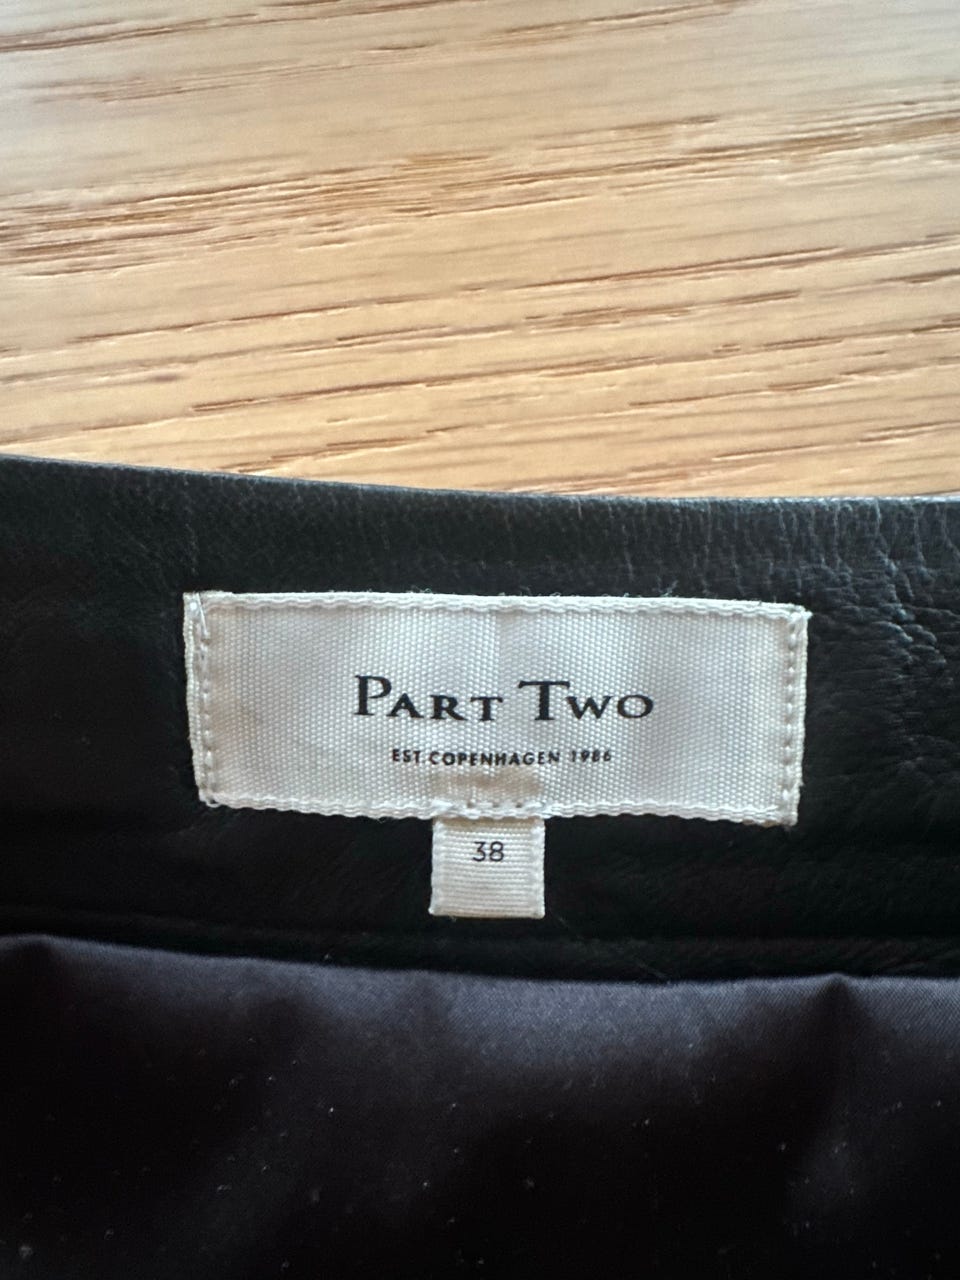 PART TWO
EST. COPENHAGEN 1986
38